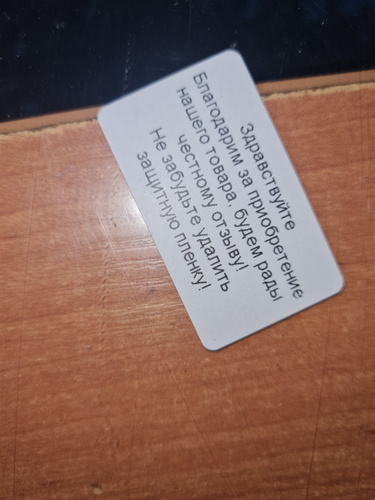 Здравствуйте
Благодарим за приобретение
нашего товара, будем рады
честному отзыву!
Не забудьте удалить
защитную пленку!